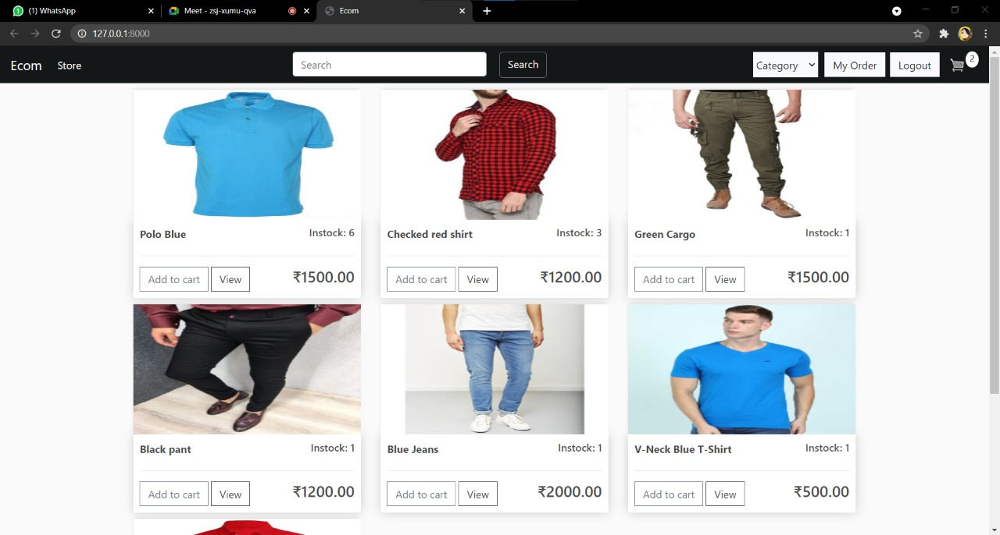 (1) WhatsApp
Meet - zsj-xumu-qva
Ecom
127.0.0.1:8000
Ecom
Store
Search
Search
Category
My Order
Logout
2
Polo Blue
Instock: 6
Add to cart
View
₹1500.00
Checked red shirt
Instock: 3
Add to cart
View
₹1200.00
Green Cargo
Instock: 1
Add to cart
View
₹1500.00
Black pant
Instock: 1
Add to cart
View
₹1200.00
Blue Jeans
Instock: 1
Add to cart
View
₹2000.00
V-Neck Blue T-Shirt
Instock: 1
Add to cart
View
₹500.00